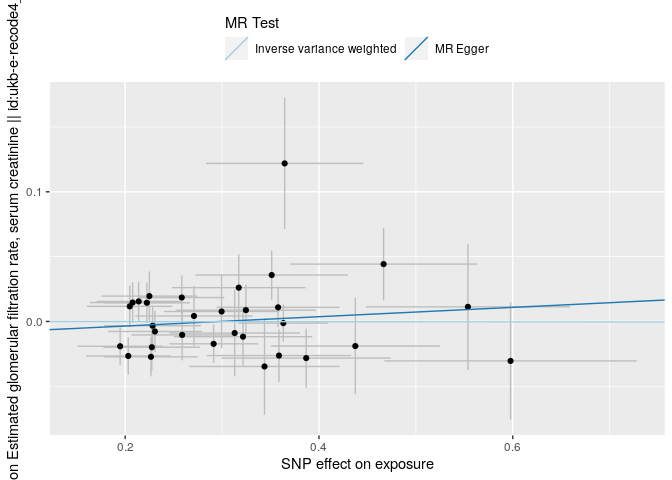 MR Test
Inverse variance weighted
MR Egger
on Estimated glomerular filtration rate, serum creatinine || id:ukb-e-recode4_
0.1
0.0
0.2
0.4
0.6
SNP effect on exposure